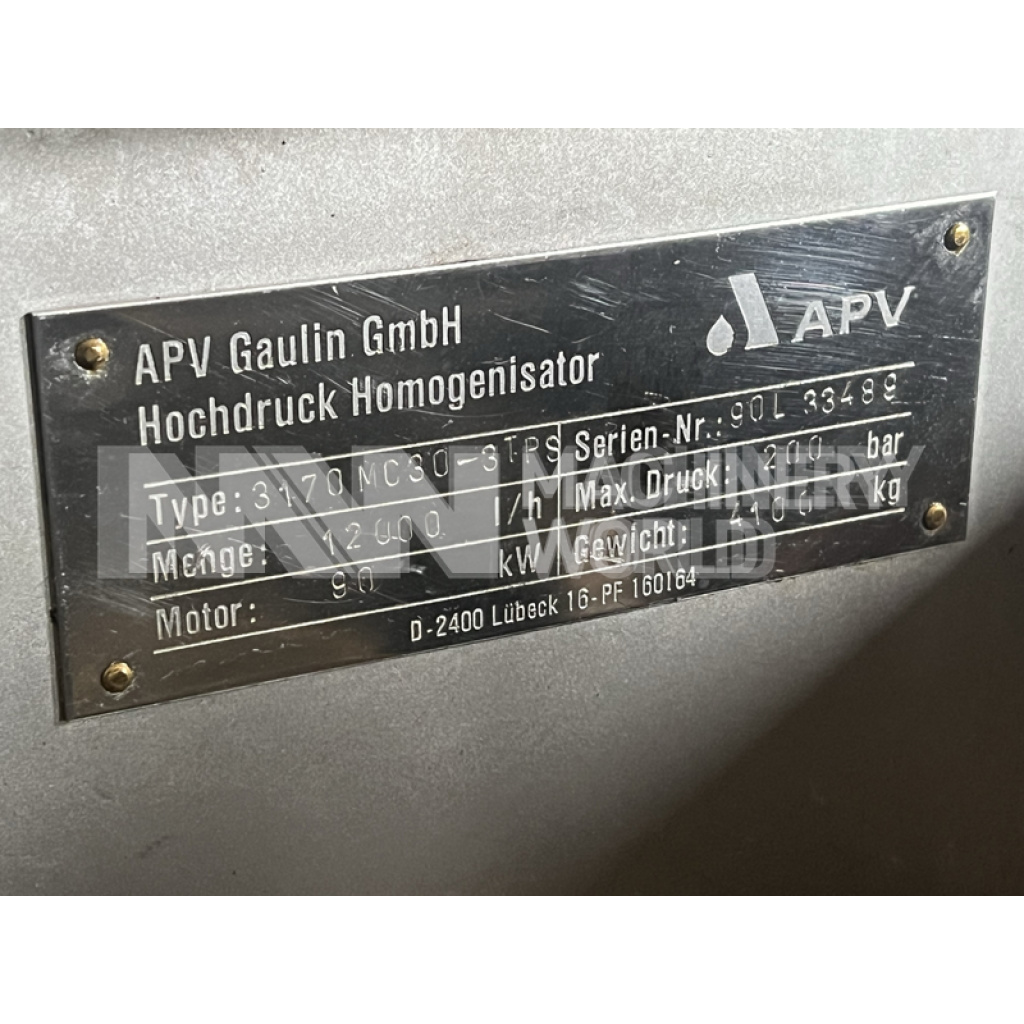 APV Gaulin GmbH
Hochdruck Homogenisator
APV
Type: 3170 MC30-3TPS
Serien-Nr.: 90L 33489
Menge: 12000 l/h
Max. Druck: 200 bar
Motor: 90 kW
Gewicht: 4100 kg
D-2400 Lübeck 16-PF 160164
MW MACHINERY
WORLD